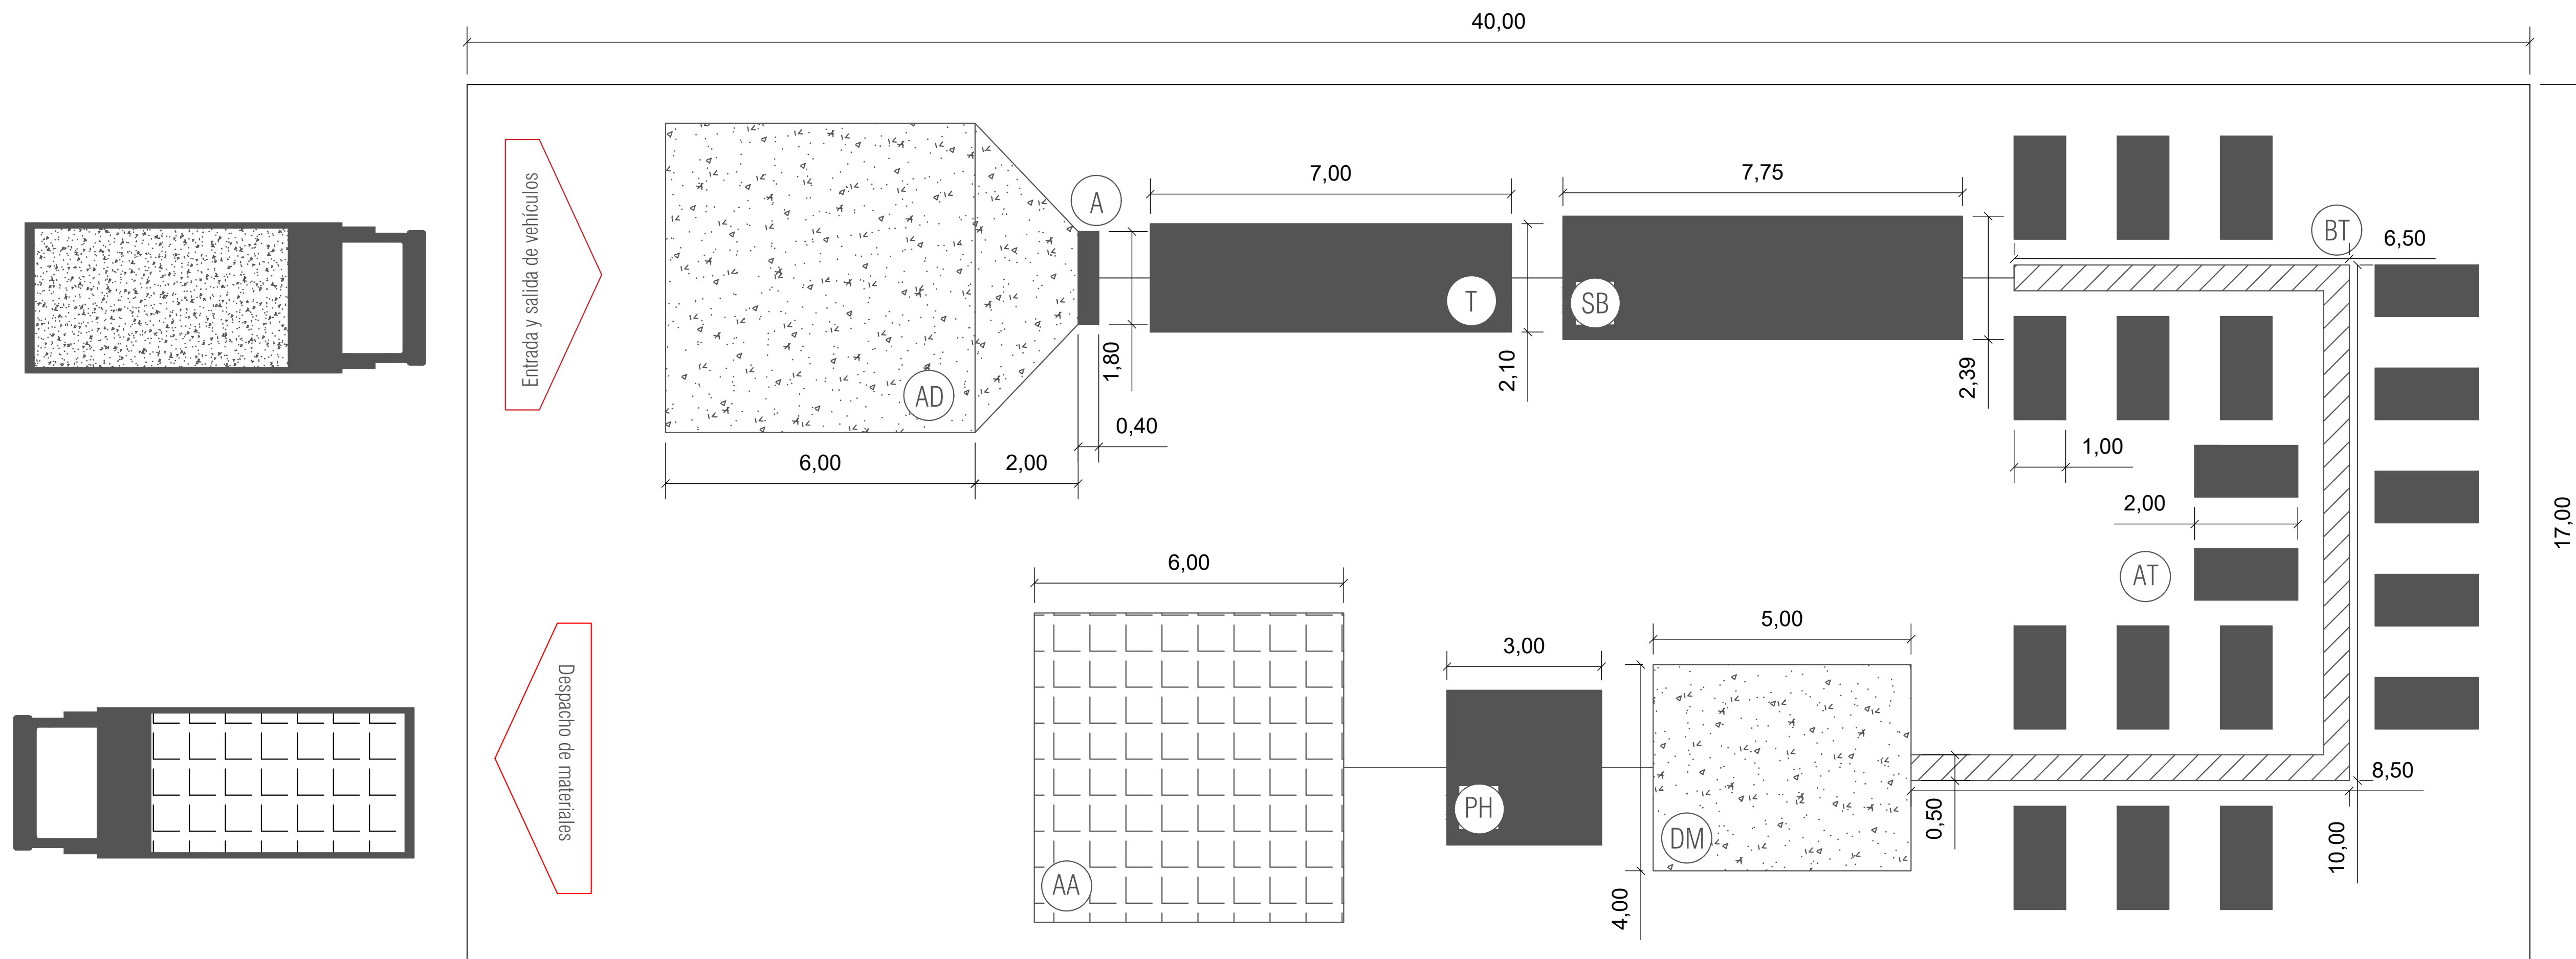 40,00
Entrada y salida de vehículos
A
7,00
7,75
BT
6,50
T
SB
AD
1,80
2,10
2,39
0,40
6,00
2,00
1,00
2,00
17,00
AT
6,00
5,00
3,00
Despacho de materiales
PH
DM
AA
4,00
0,50
8,50
10,00